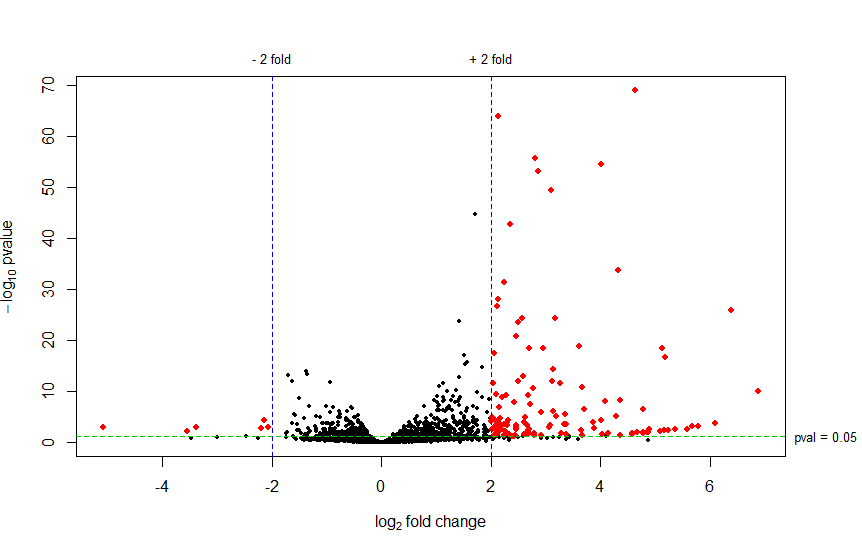 - 2 fold + 2 fold
70
60
50
40
30
20
10
0
−log₁₀ pvalue
pval = 0.05
-4 -2 0 2 4 6
log₂ fold change